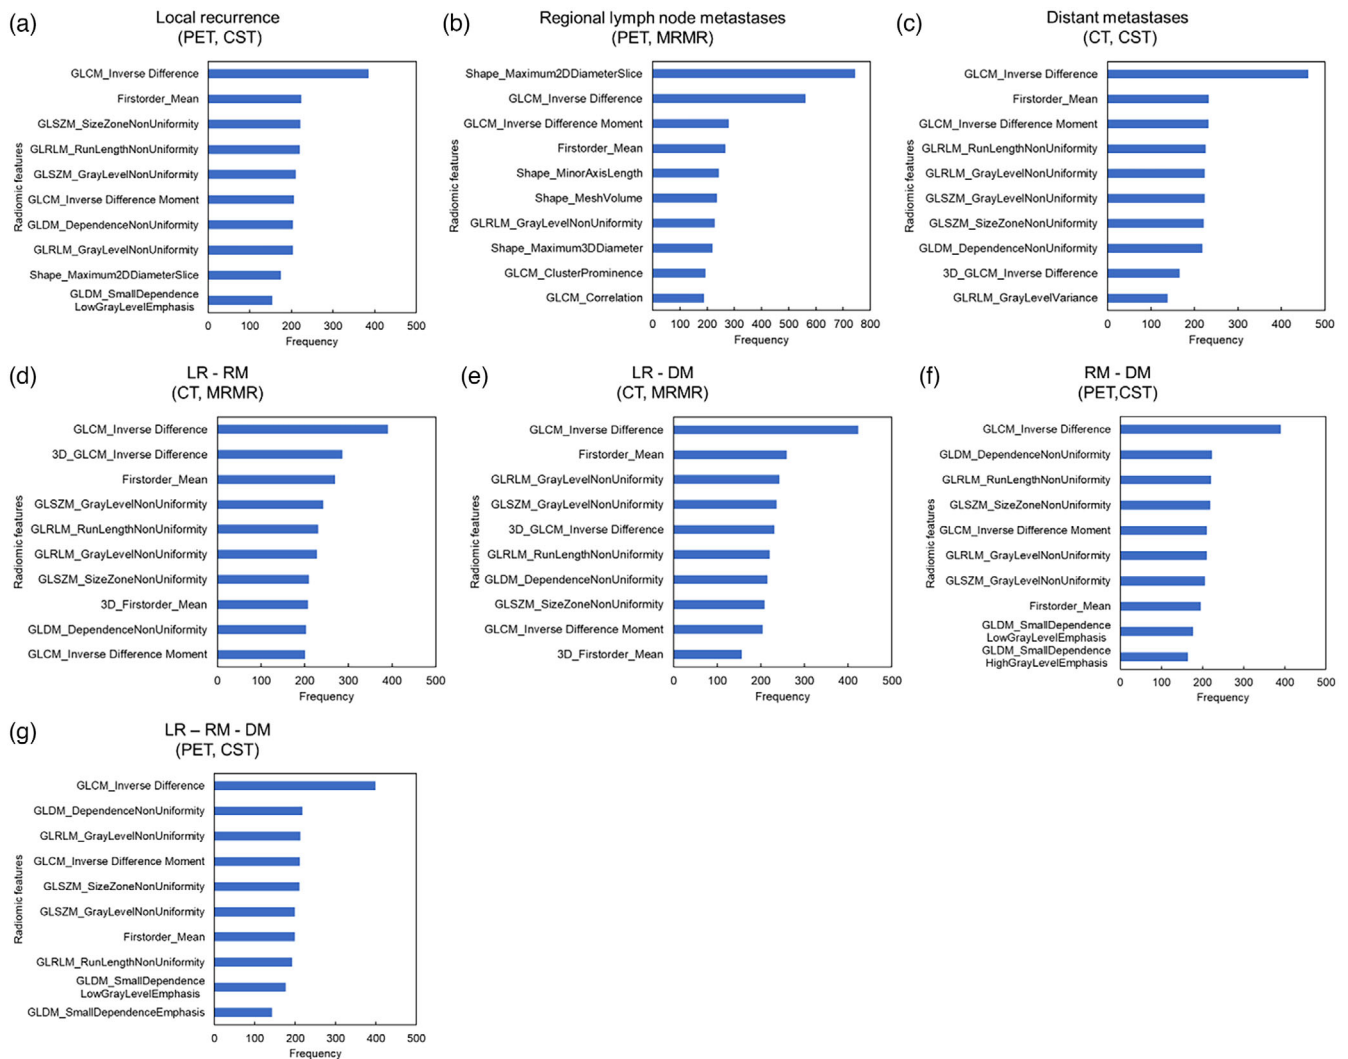 (a)
Local recurrence
(PET, CST)
Radiomic features
GLCM_Inverse Difference
Firstorder_Mean
GLSZM_SizeZoneNonUniformity
GLRLM_RunLengthNonUniformity
GLSZM_GrayLevelNonUniformity
GLCM_Inverse Difference Moment
GLDM_DependenceNonUniformity
GLRLM_GrayLevelNonUniformity
Shape_Maximum2DDiameterSlice
GLDM_SmallDependence
LowGrayLevelEmphasis
0 100 200 300 400 500
Frequency
(b)
Regional lymph node metastases
(PET, MRMR)
Radiomic features
Shape_Maximum2DDiameterSlice
GLCM_Inverse Difference
GLCM_Inverse Difference Moment
Firstorder_Mean
Shape_MinorAxisLength
Shape_MeshVolume
GLRLM_GrayLevelNonUniformity
Shape_Maximum3DDiameter
GLCM_ClusterProminence
GLCM_Correlation
0 100 200 300 400 500 600 700 800
Frequency
(c)
Distant metastases
(CT, CST)
Radiomic features
GLCM_Inverse Difference
Firstorder_Mean
GLCM_Inverse Difference Moment
GLRLM_RunLengthNonUniformity
GLRLM_GrayLevelNonUniformity
GLSZM_GrayLevelNonUniformity
GLSZM_SizeZoneNonUniformity
GLDM_DependenceNonUniformity
3D_GLCM_Inverse Difference
GLRLM_GrayLevelVariance
0 100 200 300 400 500
Frequency
(d)
LR - RM
(CT, MRMR)
Radiomic features
GLCM_Inverse Difference
3D_GLCM_Inverse Difference
Firstorder_Mean
GLSZM_GrayLevelNonUniformity
GLRLM_RunLengthNonUniformity
GLRLM_GrayLevelNonUniformity
GLSZM_SizeZoneNonUniformity
3D_Firstorder_Mean
GLDM_DependenceNonUniformity
GLCM_Inverse Difference Moment
0 100 200 300 400 500
Frequency
(e)
LR - DM
(CT, MRMR)
Radiomic features
GLCM_Inverse Difference
Firstorder_Mean
GLRLM_GrayLevelNonUniformity
GLSZM_GrayLevelNonUniformity
3D_GLCM_Inverse Difference
GLRLM_RunLengthNonUniformity
GLDM_DependenceNonUniformity
GLSZM_SizeZoneNonUniformity
GLCM_Inverse Difference Moment
3D_Firstorder_Mean
0 100 200 300 400 500
Frequency
(f)
RM - DM
(PET,CST)
Radiomic features
GLCM_Inverse Difference
GLDM_DependenceNonUniformity
GLRLM_RunLengthNonUniformity
GLSZM_SizeZoneNonUniformity
GLCM_Inverse Difference Moment
GLRLM_GrayLevelNonUniformity
GLSZM_GrayLevelNonUniformity
Firstorder_Mean
GLDM_SmallDependence
LowGrayLevelEmphasis
GLDM_SmallDependence
HighGrayLevelEmphasis
0 100 200 300 400 500
Frequency
(g)
LR – RM - DM
(PET, CST)
Radiomic features
GLCM_Inverse Difference
GLDM_DependenceNonUniformity
GLRLM_GrayLevelNonUniformity
GLCM_Inverse Difference Moment
GLSZM_SizeZoneNonUniformity
GLSZM_GrayLevelNonUniformity
Firstorder_Mean
GLRLM_RunLengthNonUniformity
GLDM_SmallDependence
LowGrayLevelEmphasis
GLDM_SmallDependenceEmphasis
0 100 200 300 400 500
Frequency